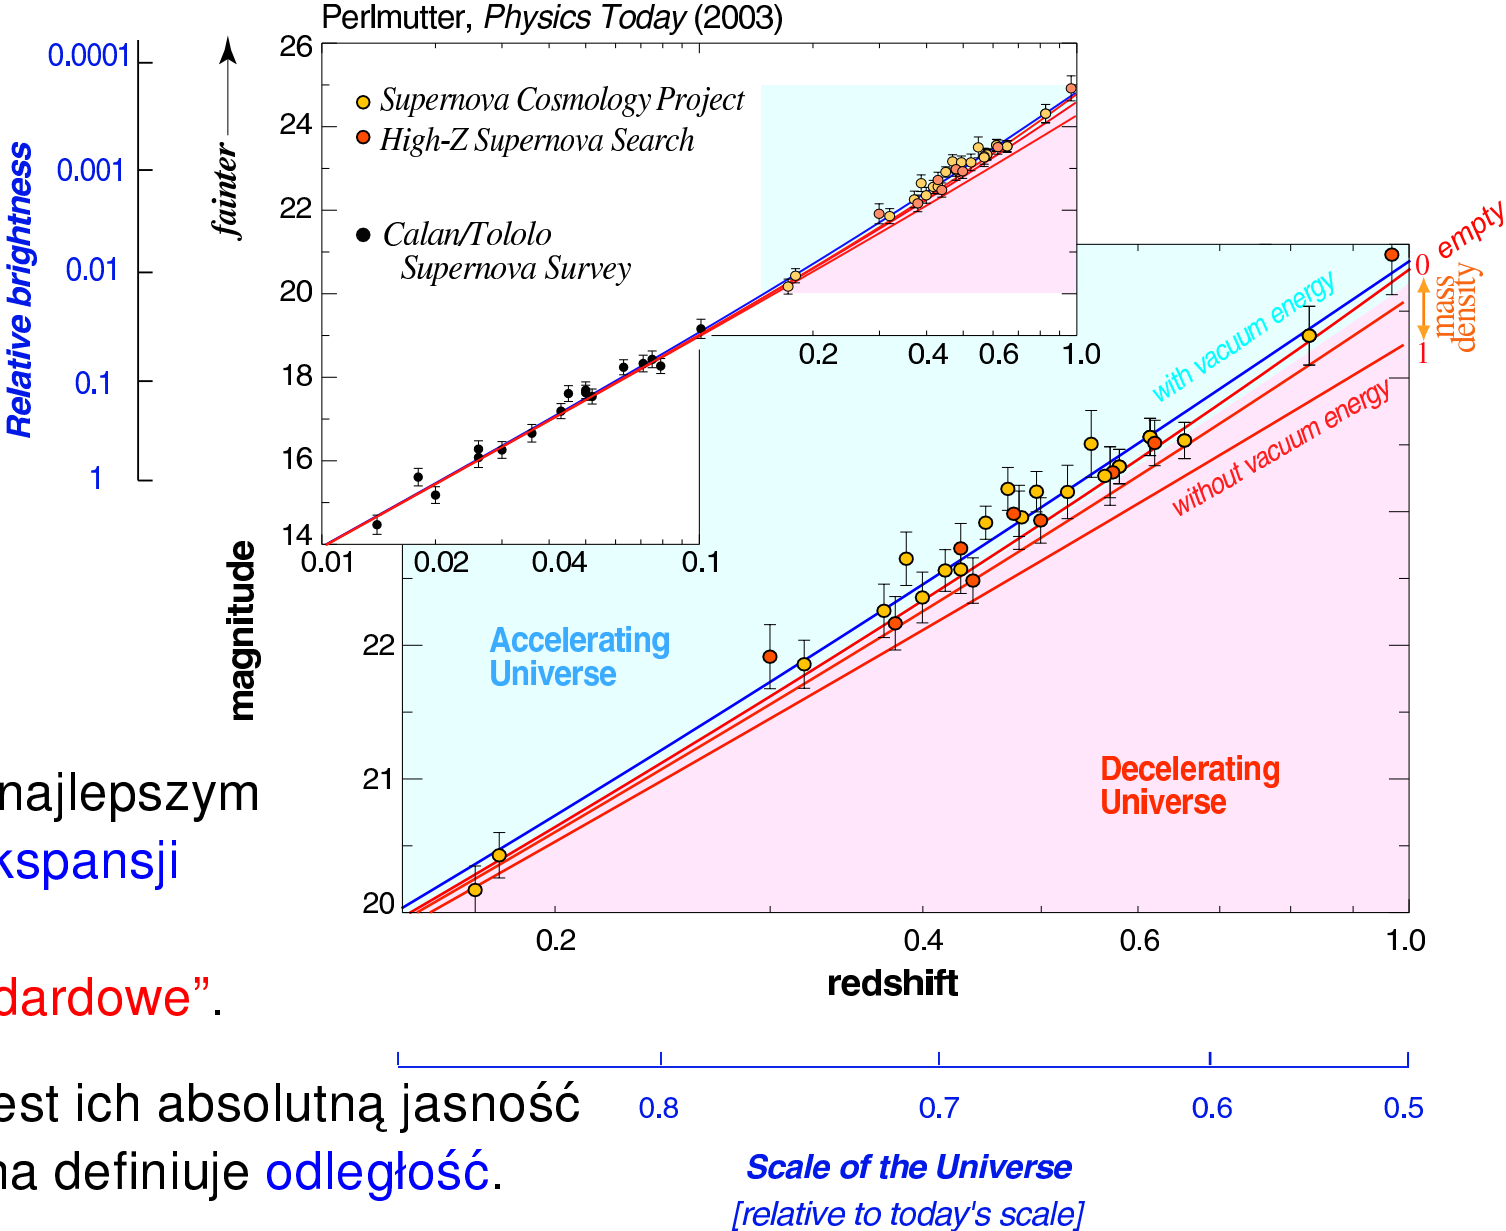 Perlmutter, Physics Today (2003)
0.0001
0.001
0.01
0.1
1
Relative brightness
fainter
26
24
22
20
18
16
14
Supernova Cosmology Project
High-Z Supernova Search
Calan/Tololo
Supernova Survey
0.2
0.4
0.6
1.0
0.01
0.02
0.04
0.1
magnitude
0 empty
mass
density
1
with vacuum energy
without vacuum energy
22
21
20
Accelerating
Universe
Decelerating
Universe
0.2
0.4
0.6
1.0
redshift
najlepszym
kspansji
dardowe”.
est ich absolutną jasność
na definiuje odległość.
0.8
0.7
0.6
0.5
Scale of the Universe
[relative to today's scale]